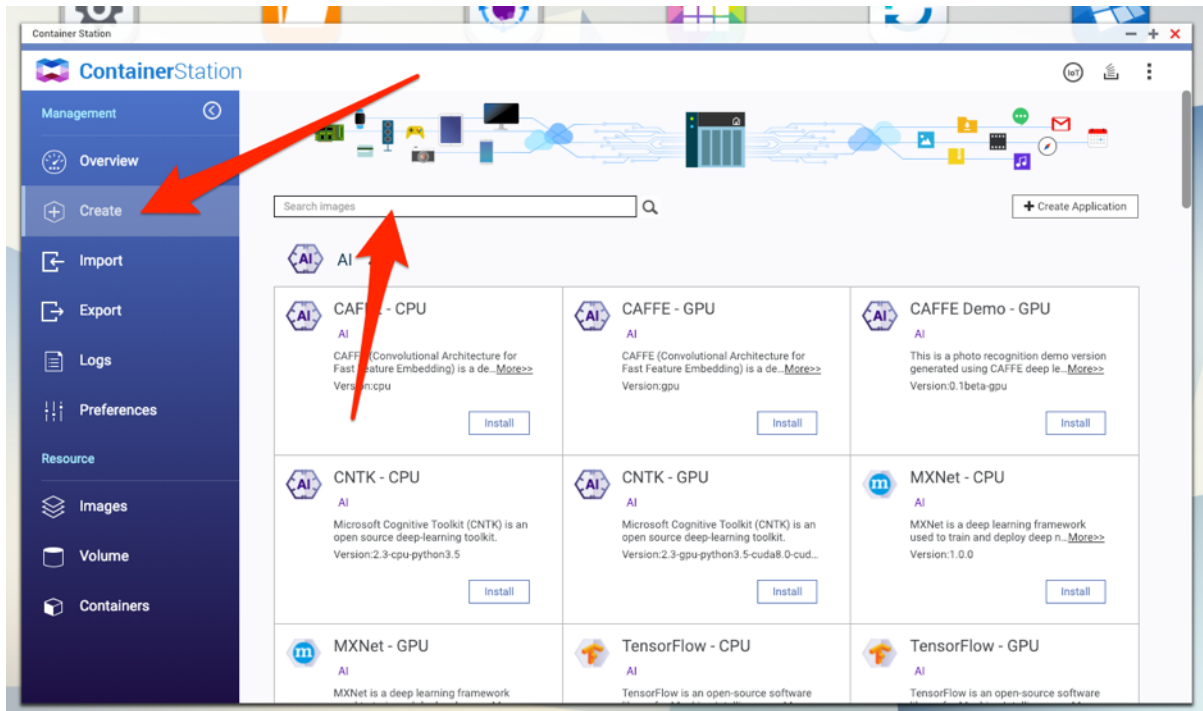 Container Station
ContainerStation
IoT
Management
Overview
Create
Import
Export
Logs
Preferences
Resource
Images
Volume
Containers
Search images
+ Create Application
AI AI
AI CAFFE - CPU
AI
CAFFE (Convolutional Architecture for
Fast Feature Embedding) is a de...More>>
Version:cpu
Install
AI CAFFE - GPU
AI
CAFFE (Convolutional Architecture for
Fast Feature Embedding) is a de...More>>
Version:gpu
Install
AI CAFFE Demo - GPU
AI
This is a photo recognition demo version
generated using CAFFE deep le...More>>
Version:0.1beta-gpu
Install
AI CNTK - CPU
AI
Microsoft Cognitive Toolkit (CNTK) is an
open source deep-learning toolkit.
Version:2.3-cpu-python3.5
Install
AI CNTK - GPU
AI
Microsoft Cognitive Toolkit (CNTK) is an
open source deep-learning toolkit.
Version:2.3-gpu-python3.5-cuda8.0-cud...
Install
m MXNet - CPU
AI
MXNet is a deep learning framework
used to train and deploy deep n...More>>
Version:1.0.0
Install
m MXNet - GPU
AI
MXNet is a deep learning framework
TensorFlow - CPU
AI
TensorFlow is an open-source software
TensorFlow - GPU
AI
TensorFlow is an open-source software